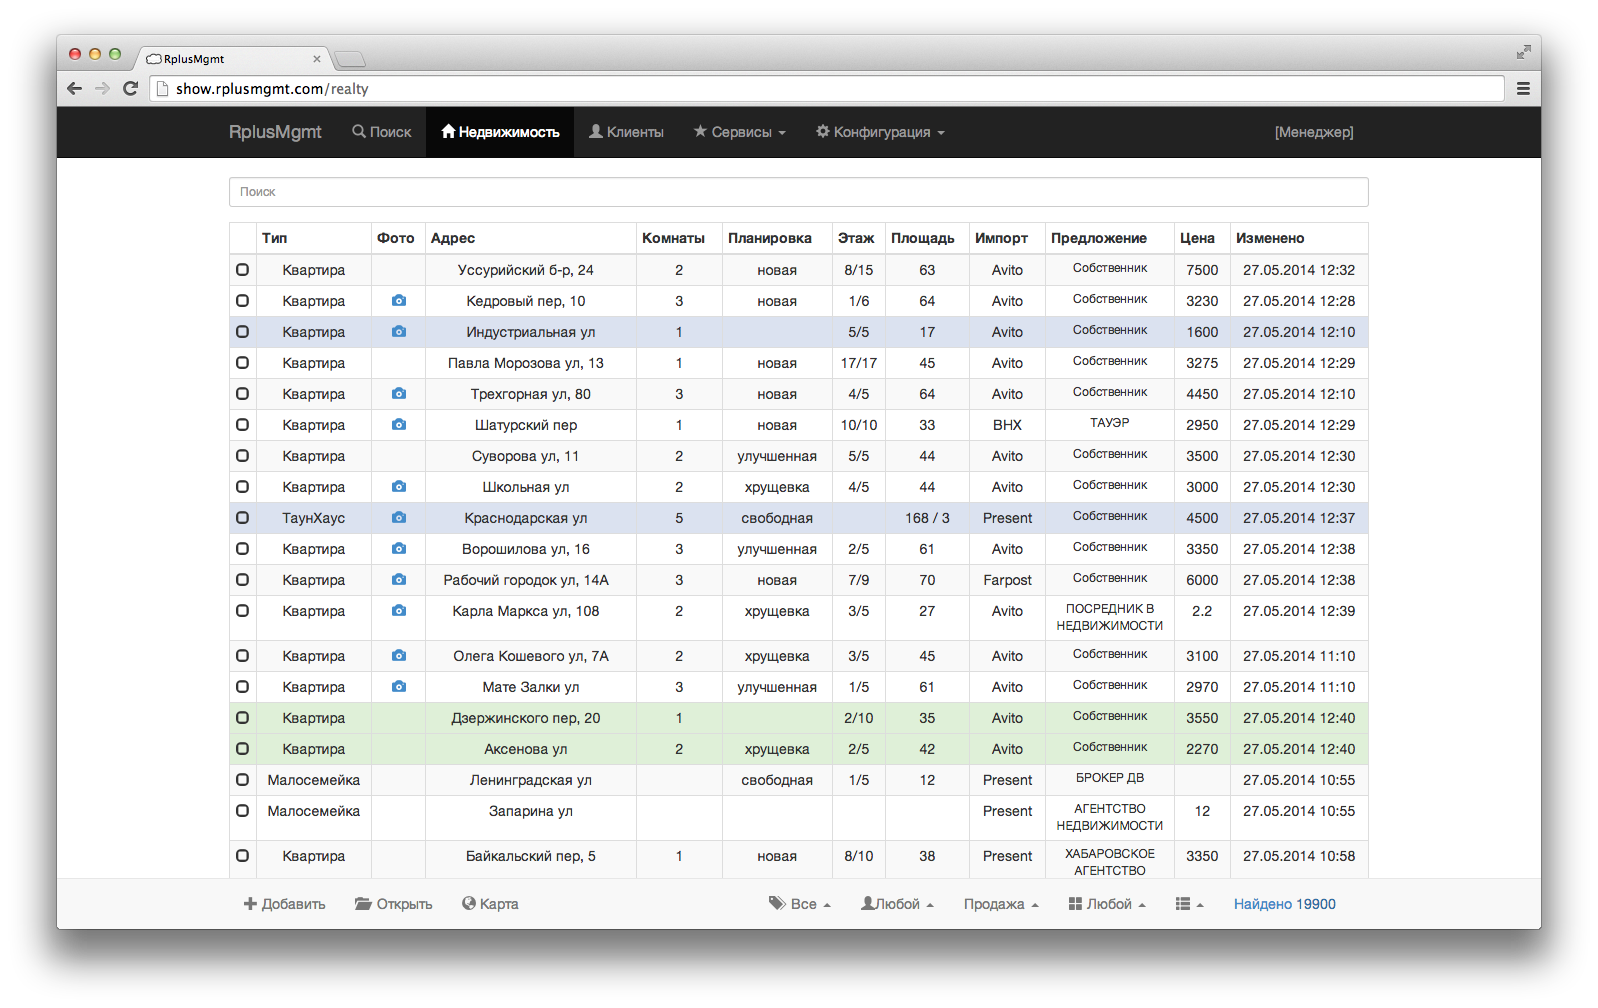 RplusMgmt
show.rplusmgmt.com/realty
RplusMgmt Поиск Недвижимость Клиенты Сервисы Конфигурация [Менеджер]
Поиск
Тип Фото Адрес Комнаты Планировка Этаж Площадь Импорт Предложение Цена Изменено
Квартира Уссурийский б-р, 24 2 новая 8/15 63 Avito Собственник 7500 27.05.2014 12:32
Квартира Кедровый пер, 10 3 новая 1/6 64 Avito Собственник 3230 27.05.2014 12:28
Квартира Индустриальная ул 1 5/5 17 Avito Собственник 1600 27.05.2014 12:10
Квартира Павла Морозова ул, 13 1 новая 17/17 45 Avito Собственник 3275 27.05.2014 12:29
Квартира Трехгорная ул, 80 3 новая 4/5 64 Avito Собственник 4450 27.05.2014 12:10
Квартира Шатурский пер 1 новая 10/10 33 ВНХ ТАУЭР 2950 27.05.2014 12:29
Квартира Суворова ул, 11 2 улучшенная 5/5 44 Avito Собственник 3500 27.05.2014 12:30
Квартира Школьная ул 2 хрущевка 4/5 44 Avito Собственник 3000 27.05.2014 12:30
ТаунХаус Краснодарская ул 5 свободная 168 / 3 Present Собственник 4500 27.05.2014 12:37
Квартира Ворошилова ул, 16 3 улучшенная 2/5 61 Avito Собственник 3350 27.05.2014 12:38
Квартира Рабочий городок ул, 14А 3 новая 7/9 70 Farpost Собственник 6000 27.05.2014 12:38
Квартира Карла Маркса ул, 108 2 хрущевка 3/5 27 Avito ПОСРЕДНИК В 2.2 27.05.2014 12:39
НЕДВИЖИМОСТИ
Квартира Олега Кошевого ул, 7А 2 хрущевка 3/5 45 Avito Собственник 3100 27.05.2014 11:10
Квартира Мате Залки ул 3 улучшенная 1/5 61 Avito Собственник 2970 27.05.2014 11:10
Квартира Дзержинского пер, 20 1 2/10 35 Avito Собственник 3550 27.05.2014 12:40
Квартира Аксенова ул 2 хрущевка 2/5 42 Avito Собственник 2270 27.05.2014 12:40
Малосемейка Ленинградская ул свободная 1/5 12 Present БРОКЕР ДВ 27.05.2014 10:55
Малосемейка Запарина ул Present АГЕНТСТВО 12 27.05.2014 10:55
НЕДВИЖИМОСТИ
Квартира Байкальский пер, 5 1 новая 8/10 38 Present ХАБАРОВСКОЕ 3350 27.05.2014 10:58
АГЕНТСТВО
Добавить Открыть Карта Все Любой Продажа Любой Найдено 19900